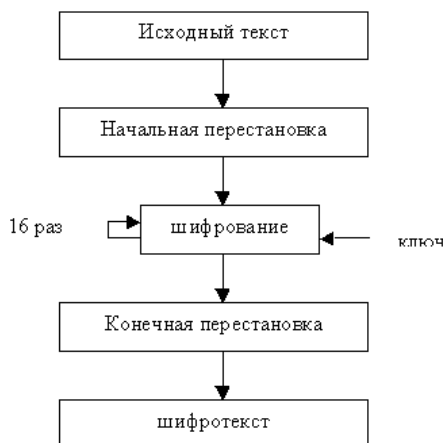 Исходный текст
Начальная перестановка
16 раз
шифрование
ключ
Конечная перестановка
шифротекст